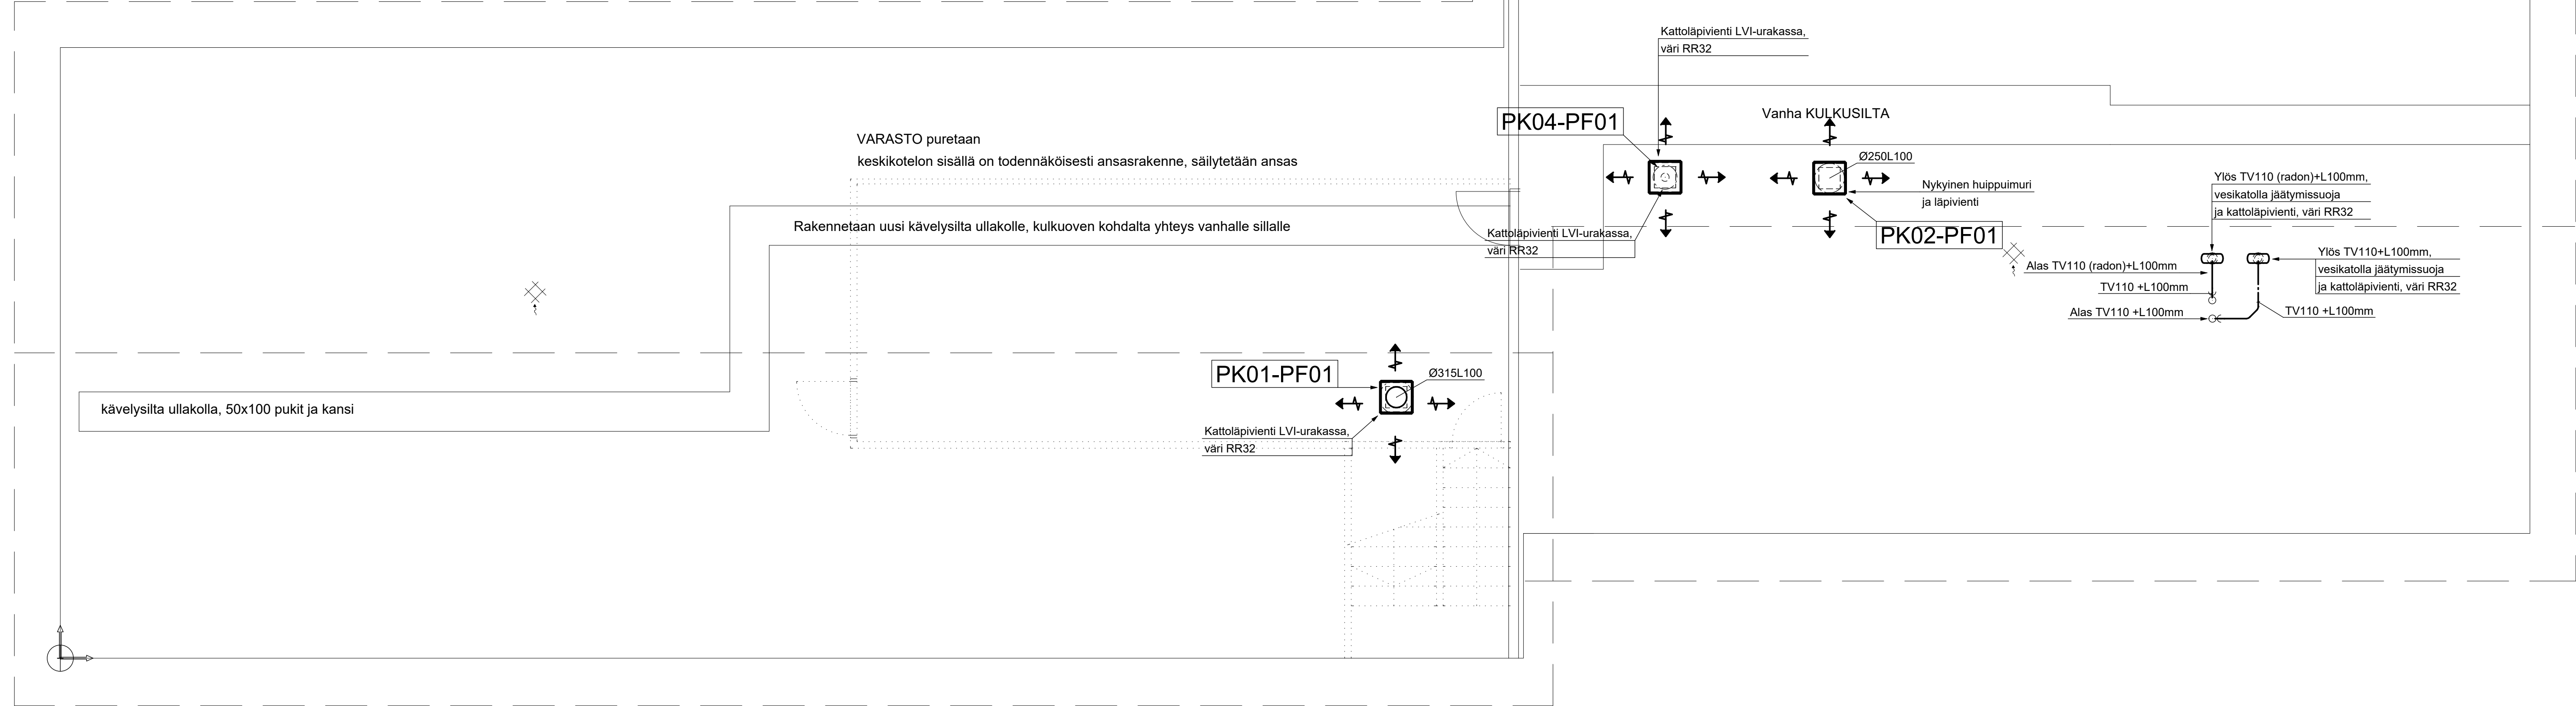 Kattoläpivienti LVI-urakassa,
väri RR32
PK04-PF01
Vanha KULKUSILTA
VARASTO puretaan
keskikotelon sisällä on todennäköisesti ansasrakenne, säilytetään ansas
Ø250L100
Nykyinen huippuimuri
ja läpivienti
Ylös TV110 (radon)+L100mm,
vesikatolla jäätymissuoja
ja kattoläpivienti, väri RR32
Rakennetaan uusi kävelysilta ullakolle, kulkuoven kohdalta yhteys vanhalle sillalle
Kattoläpivienti LVI-urakassa,
väri RR32
PK02-PF01
Alas TV110 (radon)+L100mm
Ylös TV110+L100mm,
vesikatolla jäätymissuoja
ja kattoläpivienti, väri RR32
TV110 +L100mm
Alas TV110 +L100mm
TV110 +L100mm
PK01-PF01
Ø315L100
kävelysilta ullakolla, 50x100 pukit ja kansi
Kattoläpivienti LVI-urakassa,
väri RR32